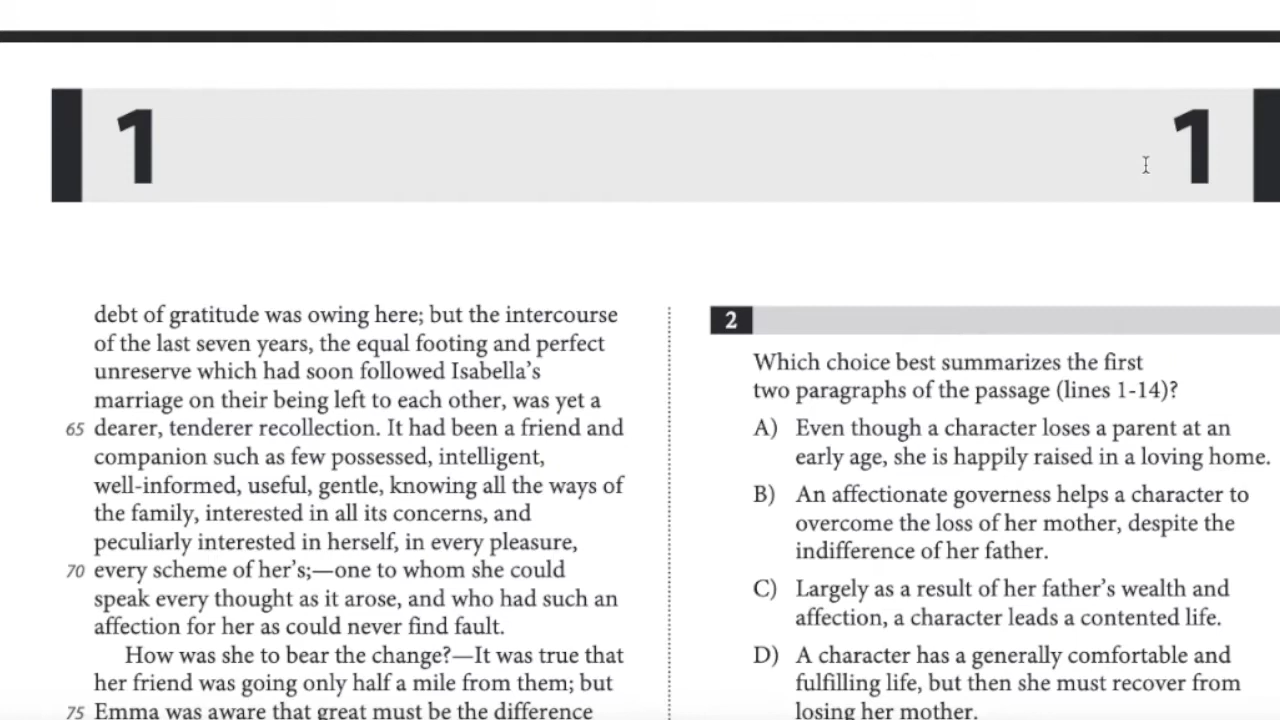 1
1
debt of gratitude was owing here; but the intercourse
of the last seven years, the equal footing and perfect
unreserve which had soon followed Isabella's
marriage on their being left to each other, was yet a
65 dearer, tenderer recollection. It had been a friend and
companion such as few possessed, intelligent,
well-informed, useful, gentle, knowing all the ways of
the family, interested in all its concerns, and
peculiarly interested in herself, in every pleasure,
70 every scheme of her's;—one to whom she could
speak every thought as it arose, and who had such an
affection for her as could never find fault.
How was she to bear the change?—It was true that
her friend was going only half a mile from them; but
75 Emma was aware that great must be the difference
2
Which choice best summarizes the first
two paragraphs of the passage (lines 1-14)?
A) Even though a character loses a parent at an
early age, she is happily raised in a loving home.
B) An affectionate governess helps a character to
overcome the loss of her mother, despite the
indifference of her father.
C) Largely as a result of her father's wealth and
affection, a character leads a contented life.
D) A character has a generally comfortable and
fulfilling life, but then she must recover from
losing her mother.